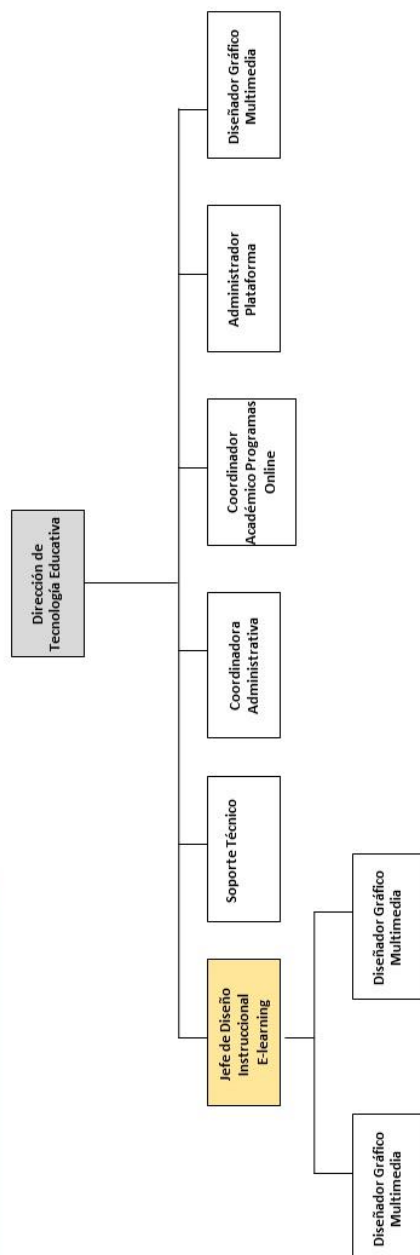 Dirección de
Tecnología Educativa
Jefe de Diseño
Instruccional
E-learning
Soporte Técnico
Coordinadora
Administrativa
Coordinador
Académico Programas
Online
Administrador
Plataforma
Diseñador Gráfico
Multimedia
Diseñador Gráfico
Multimedia
Diseñador Gráfico
Multimedia